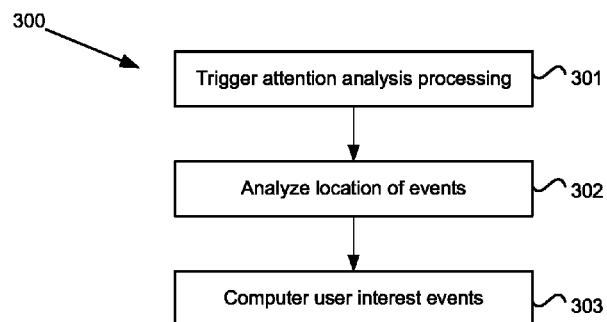 300
Trigger attention analysis processing
301
Analyze location of events
302
Computer user interest events
303